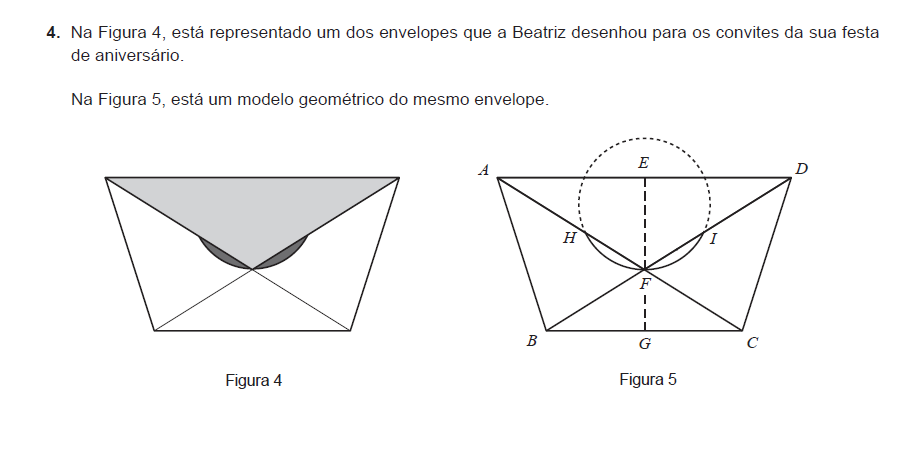 4. Na Figura 4, está representado um dos envelopes que a Beatriz desenhou para os convites da sua festa
de aniversário.
Na Figura 5, está um modelo geométrico do mesmo envelope.
A
E
D
H
I
F
B
G
C
Figura 4
Figura 5